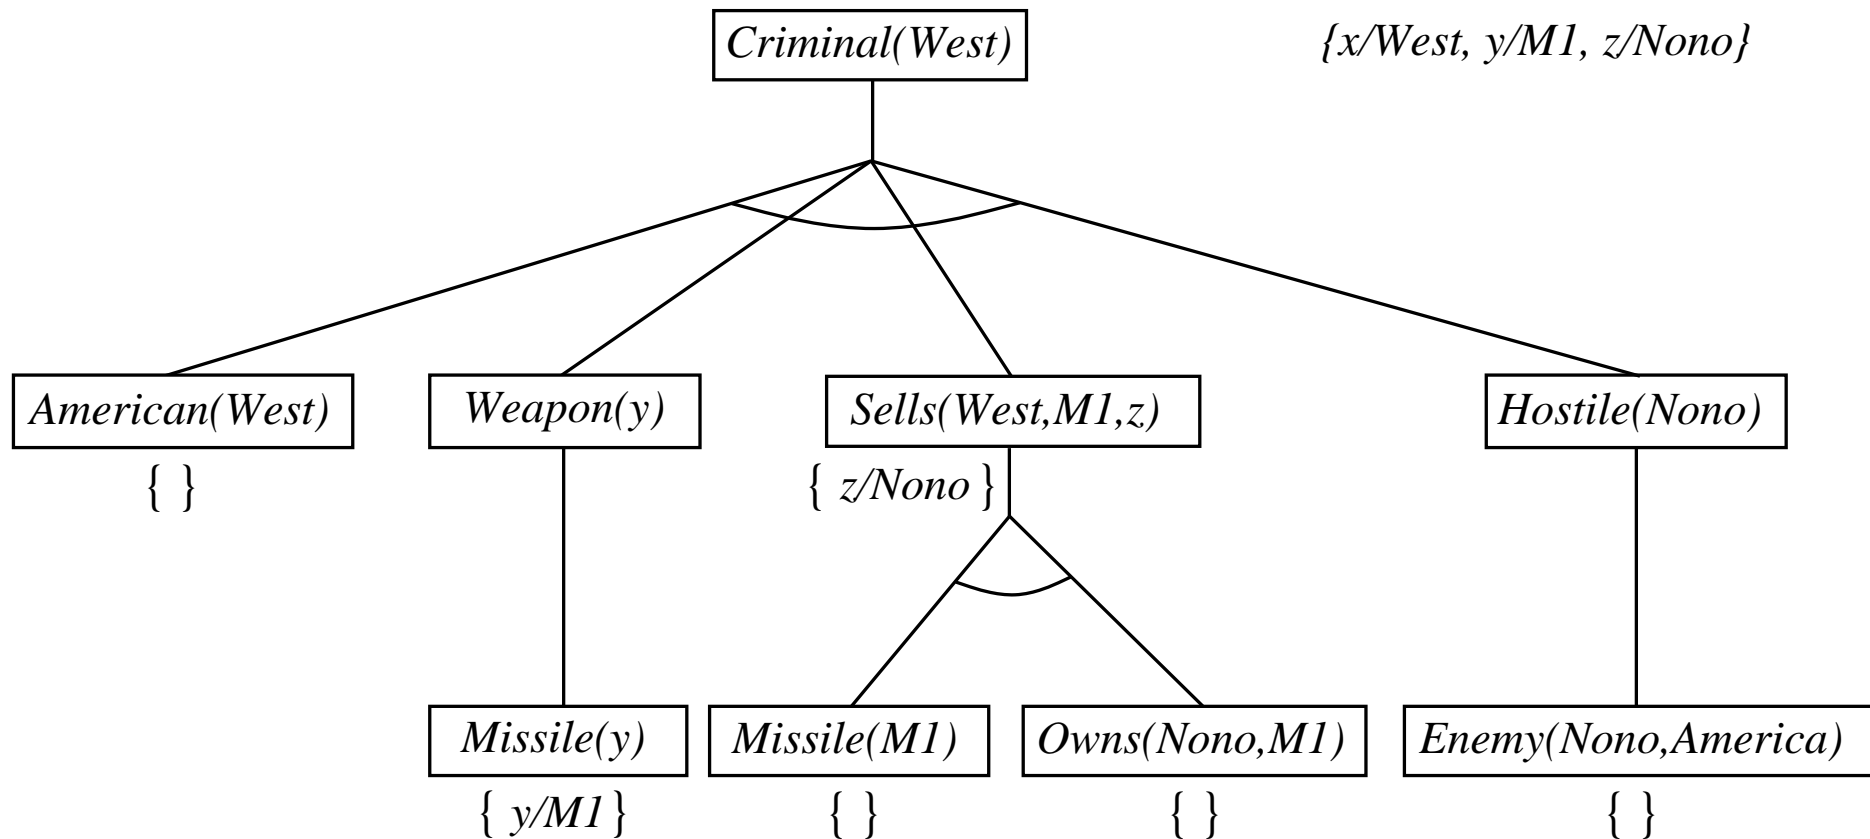 Criminal(West)
{x/West, y/M1, z/Nono}
American(West)
Weapon(y)
Sells(West,M1,z)
Hostile(Nono)
{ }
{ z/Nono }
Missile(y)
Missile(M1)
Owns(Nono,M1)
Enemy(Nono,America)
{ y/M1 }
{ }
{ }
{ }